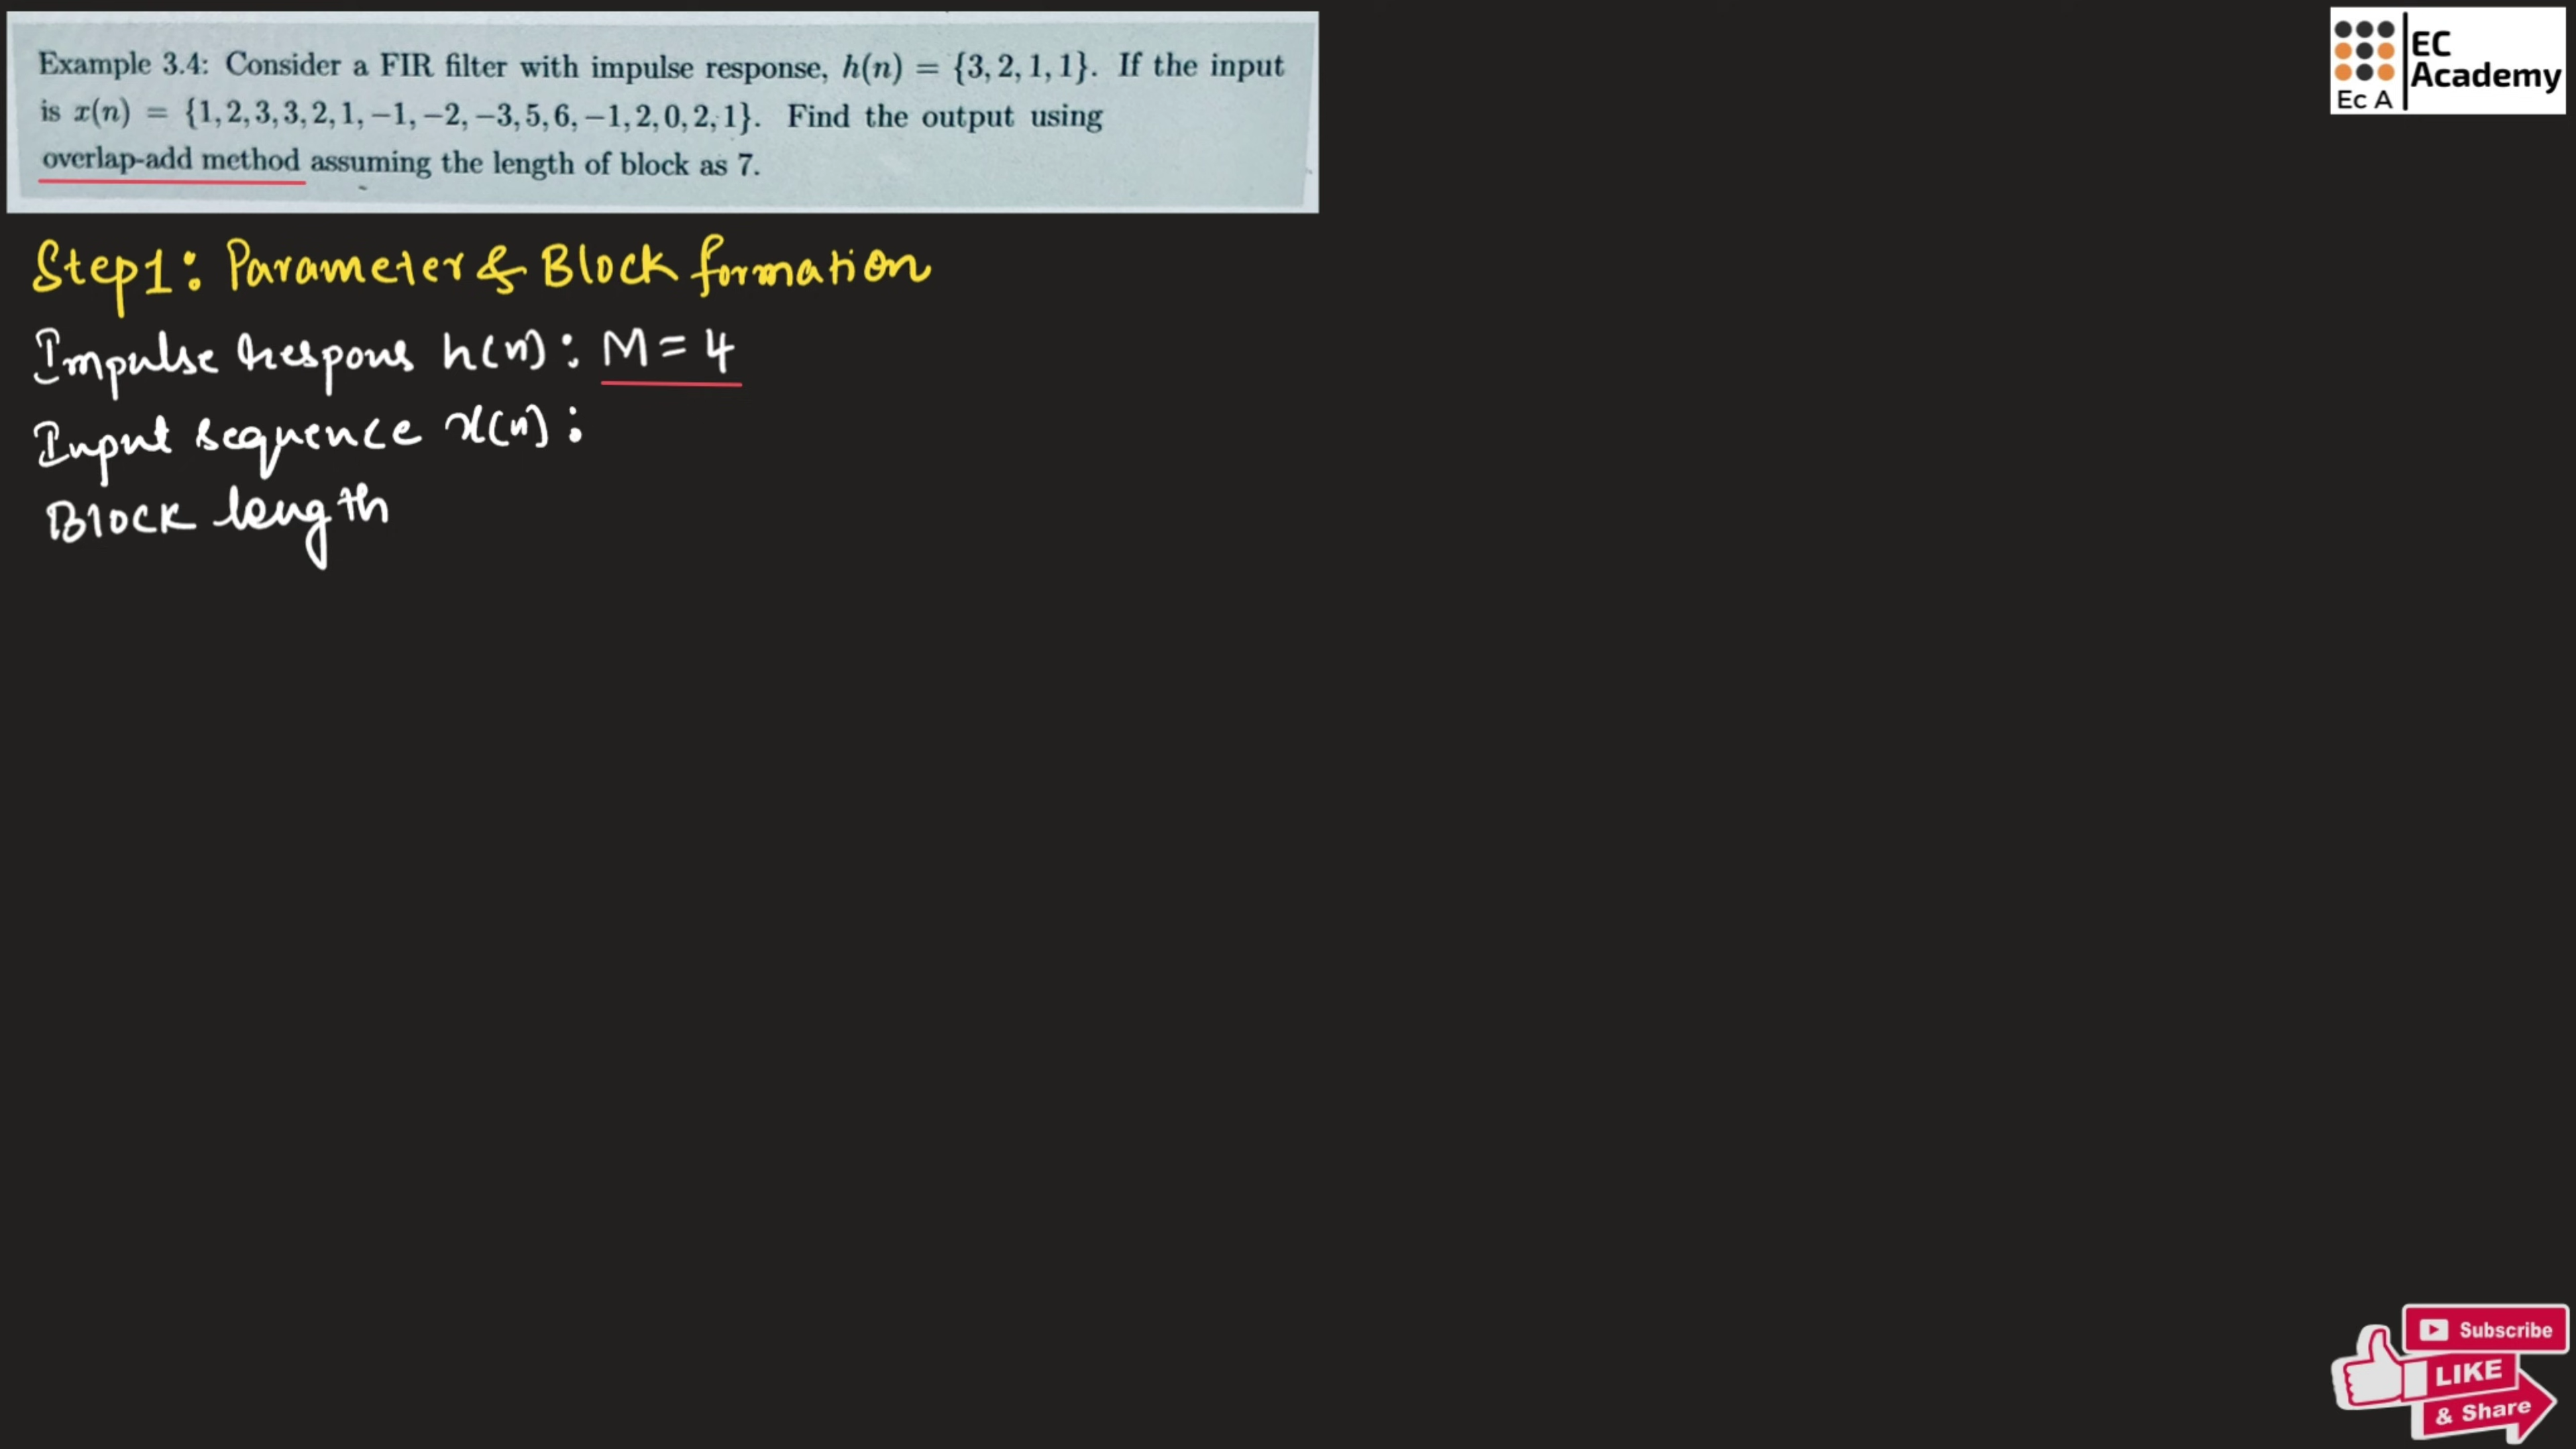 Example 3.4: Consider a FIR filter with impulse response, h(n) = {3, 2, 1, 1}. If the input
is x(n) = {1, 2, 3, 3, 2, 1, −1, −2, −3, 5, 6, −1, 2, 0, 2, 1}. Find the output using
overlap-add method assuming the length of block as 7.
EC
Academy
Ec A
Step1: Parameter & Block formation
Impulse Respons h(n): M = 4
Input sequence x(n):
Block length
Subscribe
LIKE
& Share